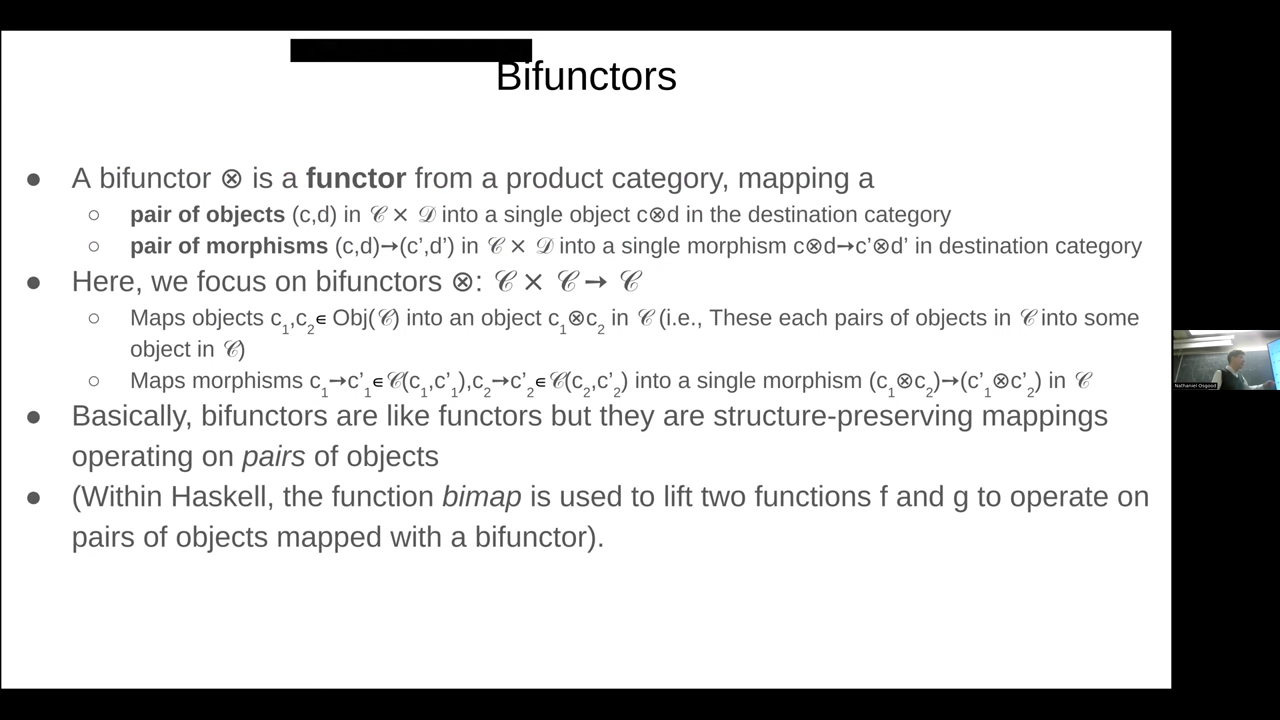 Bifunctors
● A bifunctor ⊗ is a functor from a product category, mapping a
○ pair of objects (c,d) in 𝒞 × 𝒟 into a single object c⊗d in the destination category
○ pair of morphisms (c,d)→(c’,d’) in 𝒞 × 𝒟 into a single morphism c⊗d→c’⊗d’ in destination category
● Here, we focus on bifunctors ⊗: 𝒞 × 𝒞 → 𝒞
○ Maps objects c₁,c₂∊ Obj(𝒞) into an object c₁⊗c₂ in 𝒞 (i.e., These each pairs of objects in 𝒞 into some
object in 𝒞)
○ Maps morphisms c₁→c’₁∊𝒞(c₁,c’₁),c₂→c’₂∊𝒞(c₂,c’₂) into a single morphism (c₁⊗c₂)→(c’₁⊗c’₂) in 𝒞
● Basically, bifunctors are like functors but they are structure-preserving mappings
operating on pairs of objects
● (Within Haskell, the function bimap is used to lift two functions f and g to operate on
pairs of objects mapped with a bifunctor).
Nathaniel Osgood